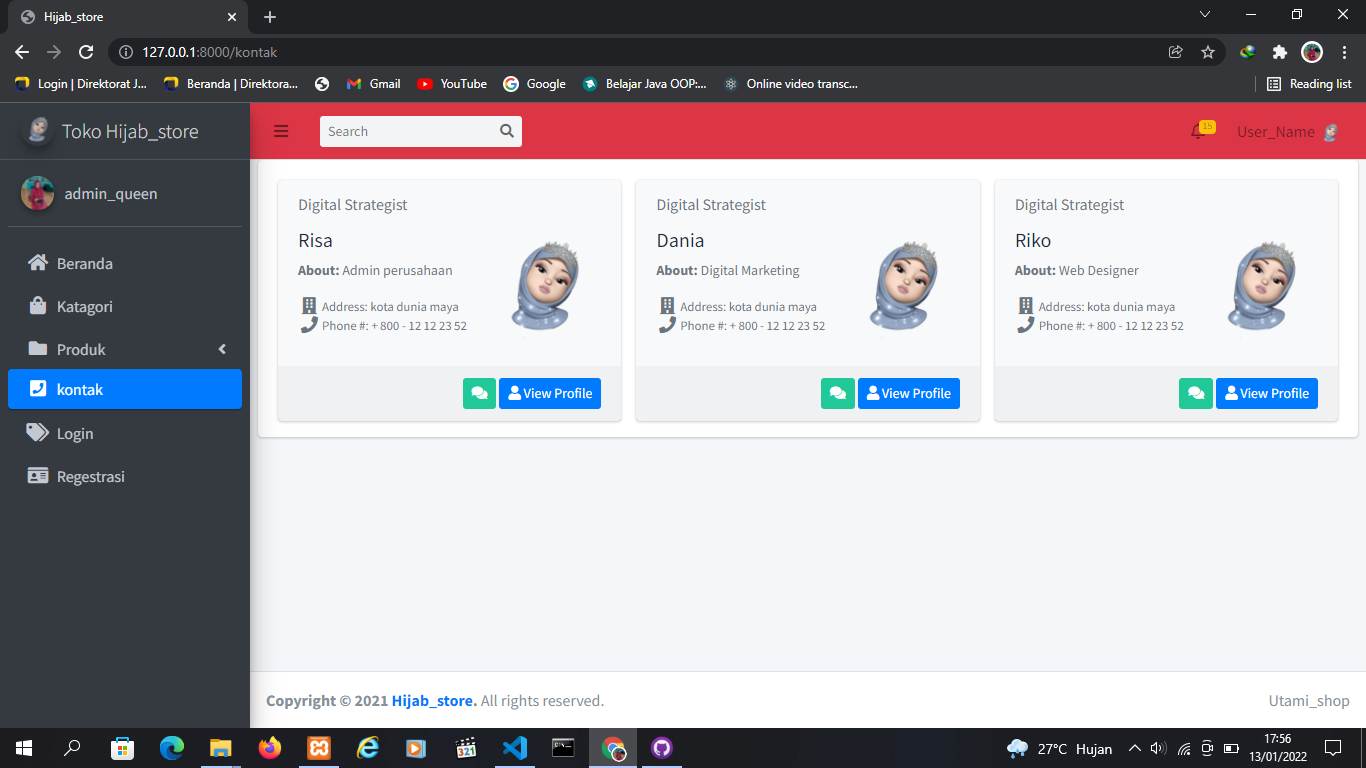 Hijab_store
127.0.0.1:8000/kontak
Login | Direktorat J... Beranda | Direktora... Gmail YouTube Google Belajar Java OOP:... Online video transc... Reading list
Toko Hijab_store
Search
15
User_Name
admin_queen
Beranda
Katagori
Produk
kontak
Login
Regestrasi
Digital Strategist
Risa
About: Admin perusahaan
Address: kota dunia maya
Phone #: + 800 - 12 12 23 52
View Profile
Digital Strategist
Dania
About: Digital Marketing
Address: kota dunia maya
Phone #: + 800 - 12 12 23 52
View Profile
Digital Strategist
Riko
About: Web Designer
Address: kota dunia maya
Phone #: + 800 - 12 12 23 52
View Profile
Copyright © 2021 Hijab_store. All rights reserved.
Utami_shop
321
27°C Hujan
17:56
13/01/2022